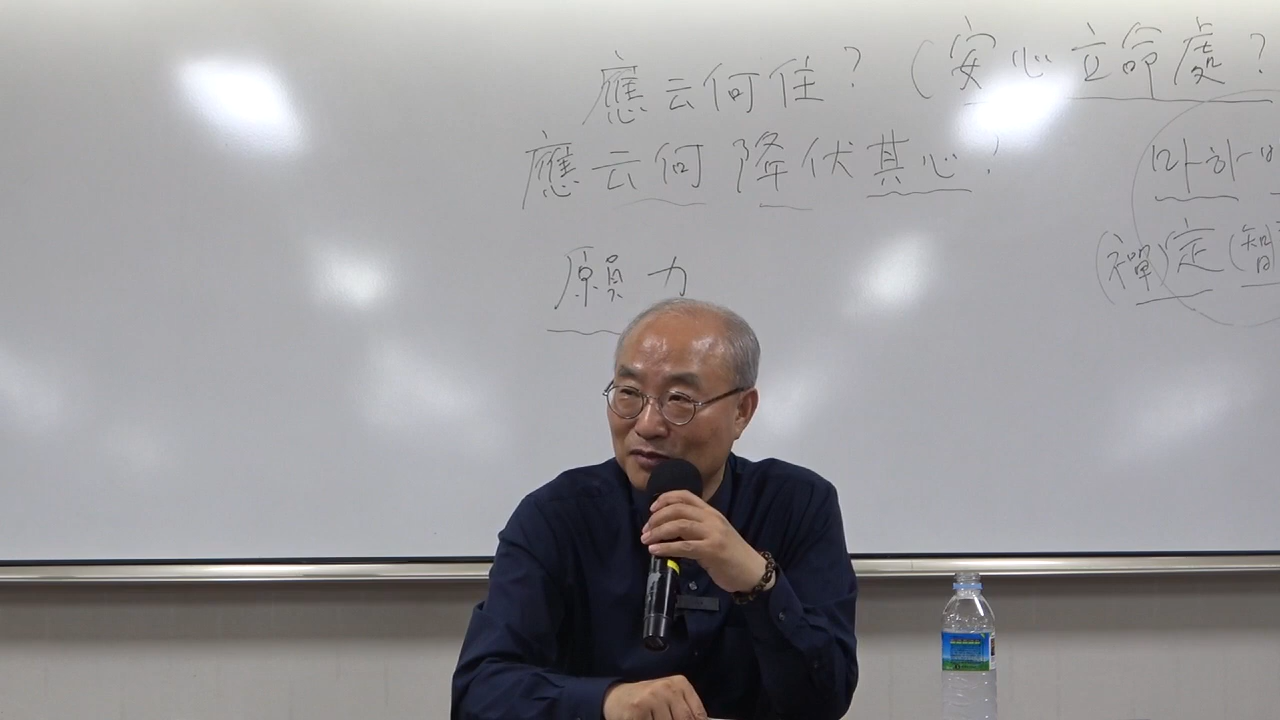 應云何住? (安心立命處?
應云何 降伏其心?
마하
願力
(禪)定(智